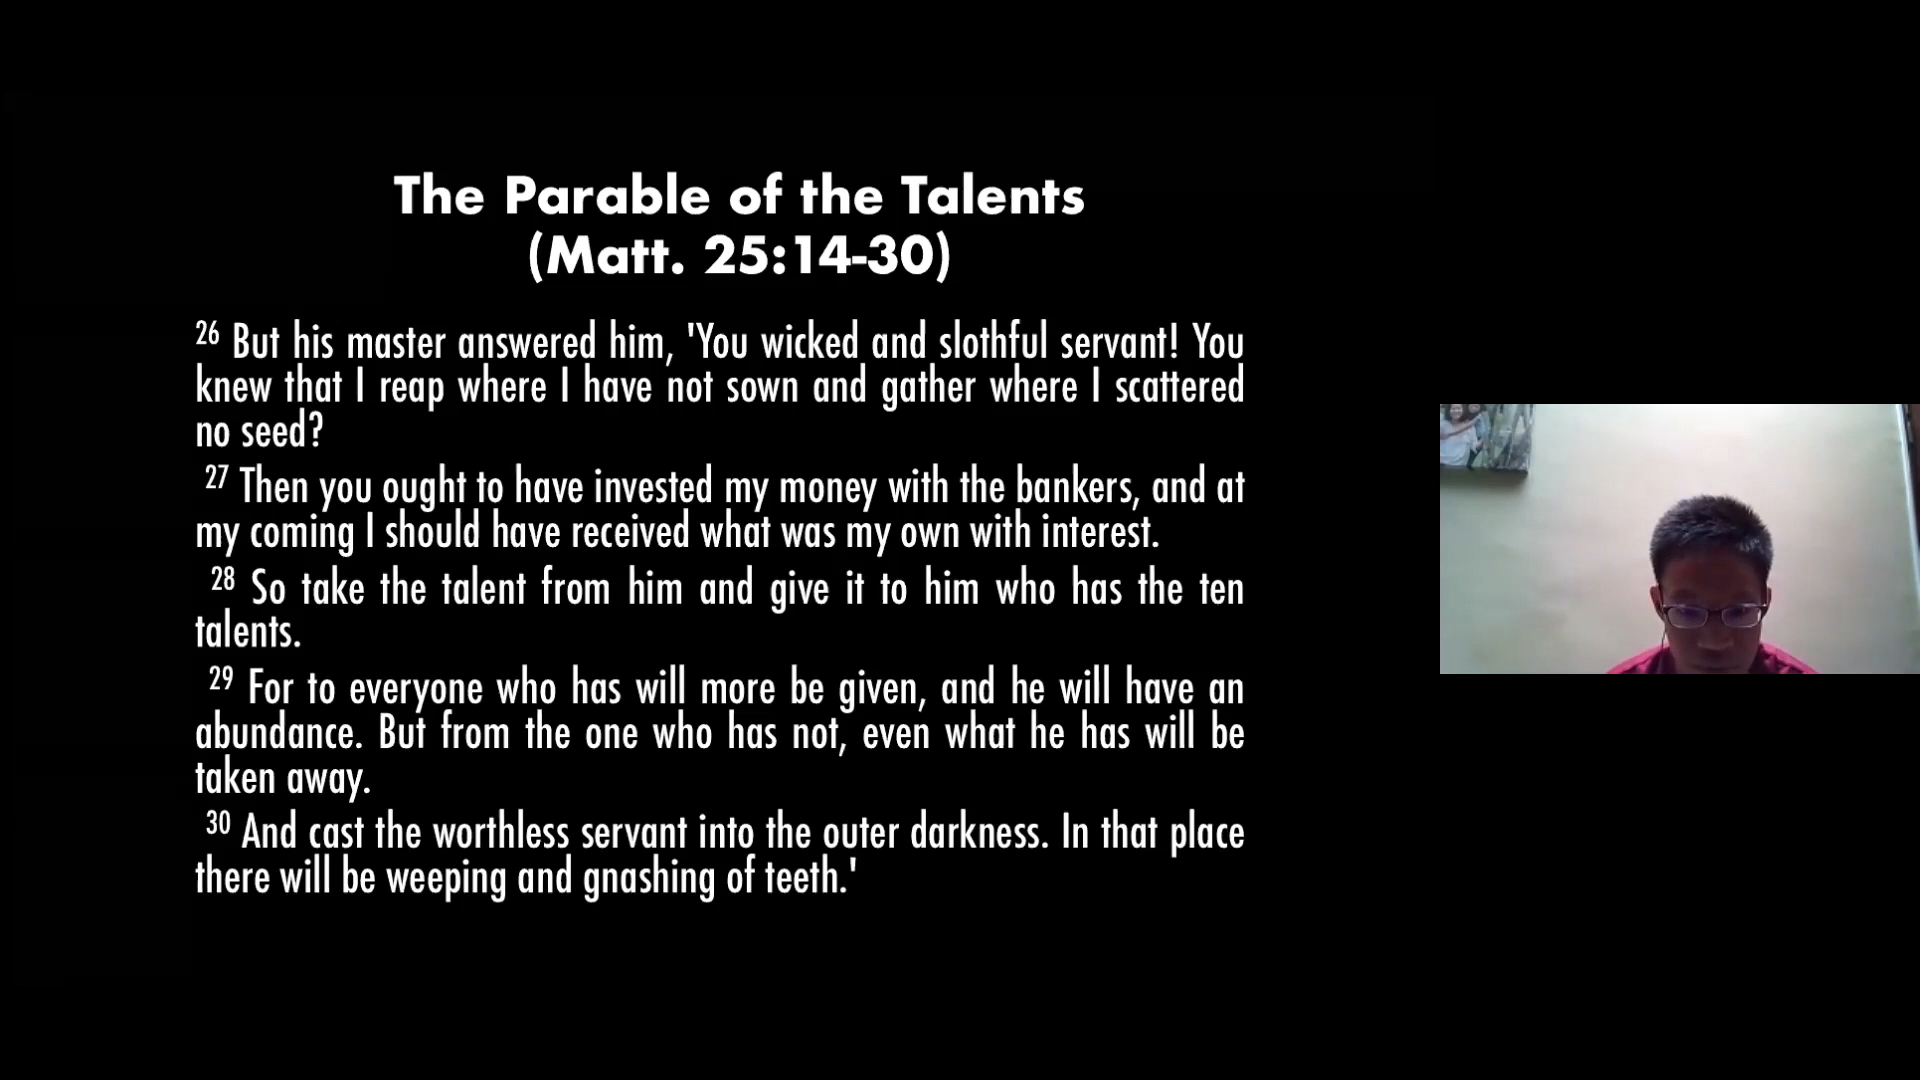 The Parable of the Talents
(Matt. 25:14-30)
26 But his master answered him, 'You wicked and slothful servant! You
knew that I reap where I have not sown and gather where I scattered
no seed?
27 Then you ought to have invested my money with the bankers, and at
my coming I should have received what was my own with interest.
28 So take the talent from him and give it to him who has the ten
talents.
29 For to everyone who has will more be given, and he will have an
abundance. But from the one who has not, even what he has will be
taken away.
30 And cast the worthless servant into the outer darkness. In that place
there will be weeping and gnashing of teeth.'